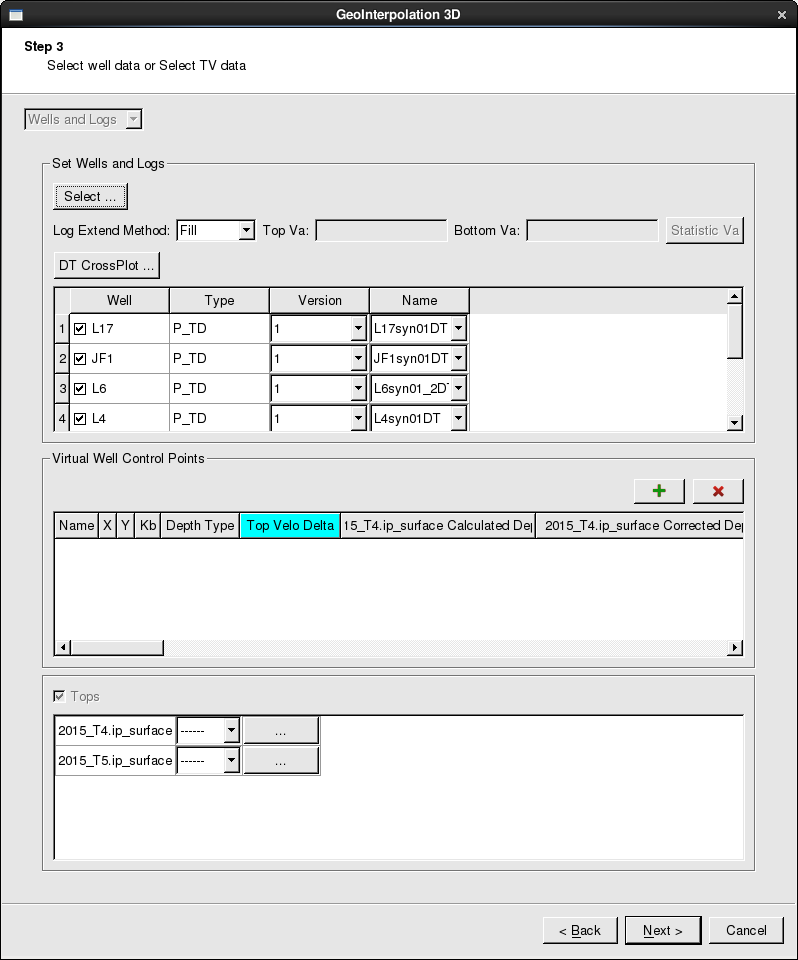 GeoInterpolation 3D
Step 3
Select well data or Select TV data
Wells and Logs
Set Wells and Logs
Select ...
Log Extend Method: Fill Top Va: Bottom Va: Statistic Va
DT CrossPlot ...
Well Type Version Name
1 L17 P_TD 1 L17syn01DT
2 JF1 P_TD 1 JF1syn01DT
3 L6 P_TD 1 L6syn01_2DT
4 L4 P_TD 1 L4syn01DT
Virtual Well Control Points
Name X Y Kb Depth Type Top Velo Delta 15_T4.ip_surface Calculated De 2015_T4.ip_surface Corrected Dep
Tops
2015_T4.ip_surface ------ ...
2015_T5.ip_surface ------ ...
< Back Next > Cancel